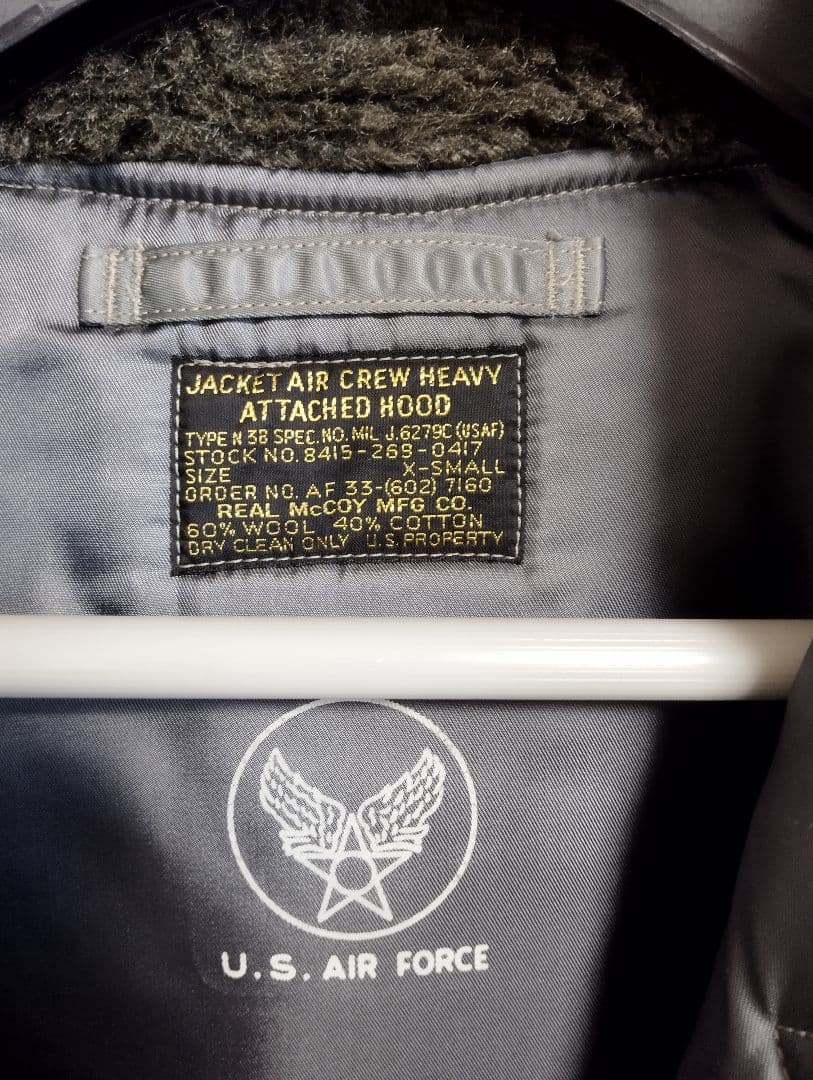 JACKET AIR CREW HEAVY
ATTACHED HOOD
TYPE N 3B SPEC. NO. MIL J.6279C (USAF)
STOCK NO. 8415-269-0417
SIZE X-SMALL
ORDER NO. AF 33-(602) 7160
REAL McCOY MFG CO.
60% WOOL 40% COTTON
DRY CLEAN ONLY U.S. PROPERTY
U.S. AIR FORCE